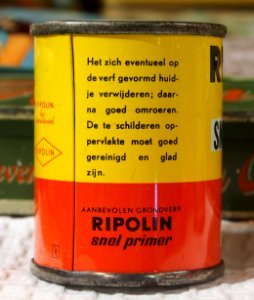 Het zich eventueel op
de verf gevormd huid-
je verwijderen; daar-
na goed omroeren.
De te schilderen op-
pervlakte moet goed
gereinigd en glad
zijn.
AANBEVOLEN GRONDVERF:
RIPOLIN
snel primer
RIPOLIN
RIPOLIN